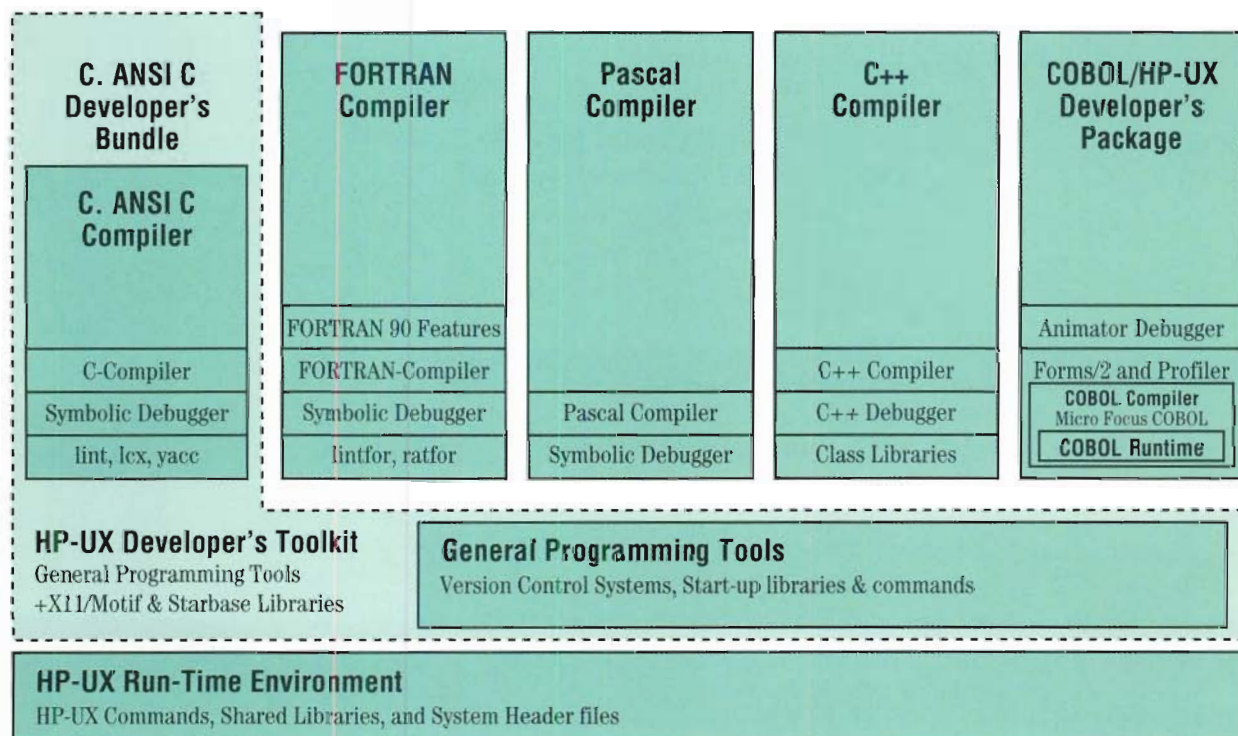 C. ANSI C
Developer's
Bundle
C. ANSI C
Compiler
C-Compiler
Symbolic Debugger
lint, lcx, yacc
FORTRAN
Compiler
FORTRAN 90 Features
FORTRAN-Compiler
Symbolic Debugger
lintfor, ratfor
Pascal
Compiler
Pascal Compiler
Symbolic Debugger
C++
Compiler
C++ Compiler
C++ Debugger
Class Libraries
COBOL/HP-UX
Developer's
Package
Animator Debugger
Forms/2 and Profiler
COBOL Compiler
Micro Focus COBOL
COBOL Runtime
HP-UX Developer's Toolkit
General Programming Tools
+X11/Motif & Starbase Libraries
General Programming Tools
Version Control Systems, Start-up libraries & commands
HP-UX Run-Time Environment
HP-UX Commands, Shared Libraries, and System Header files